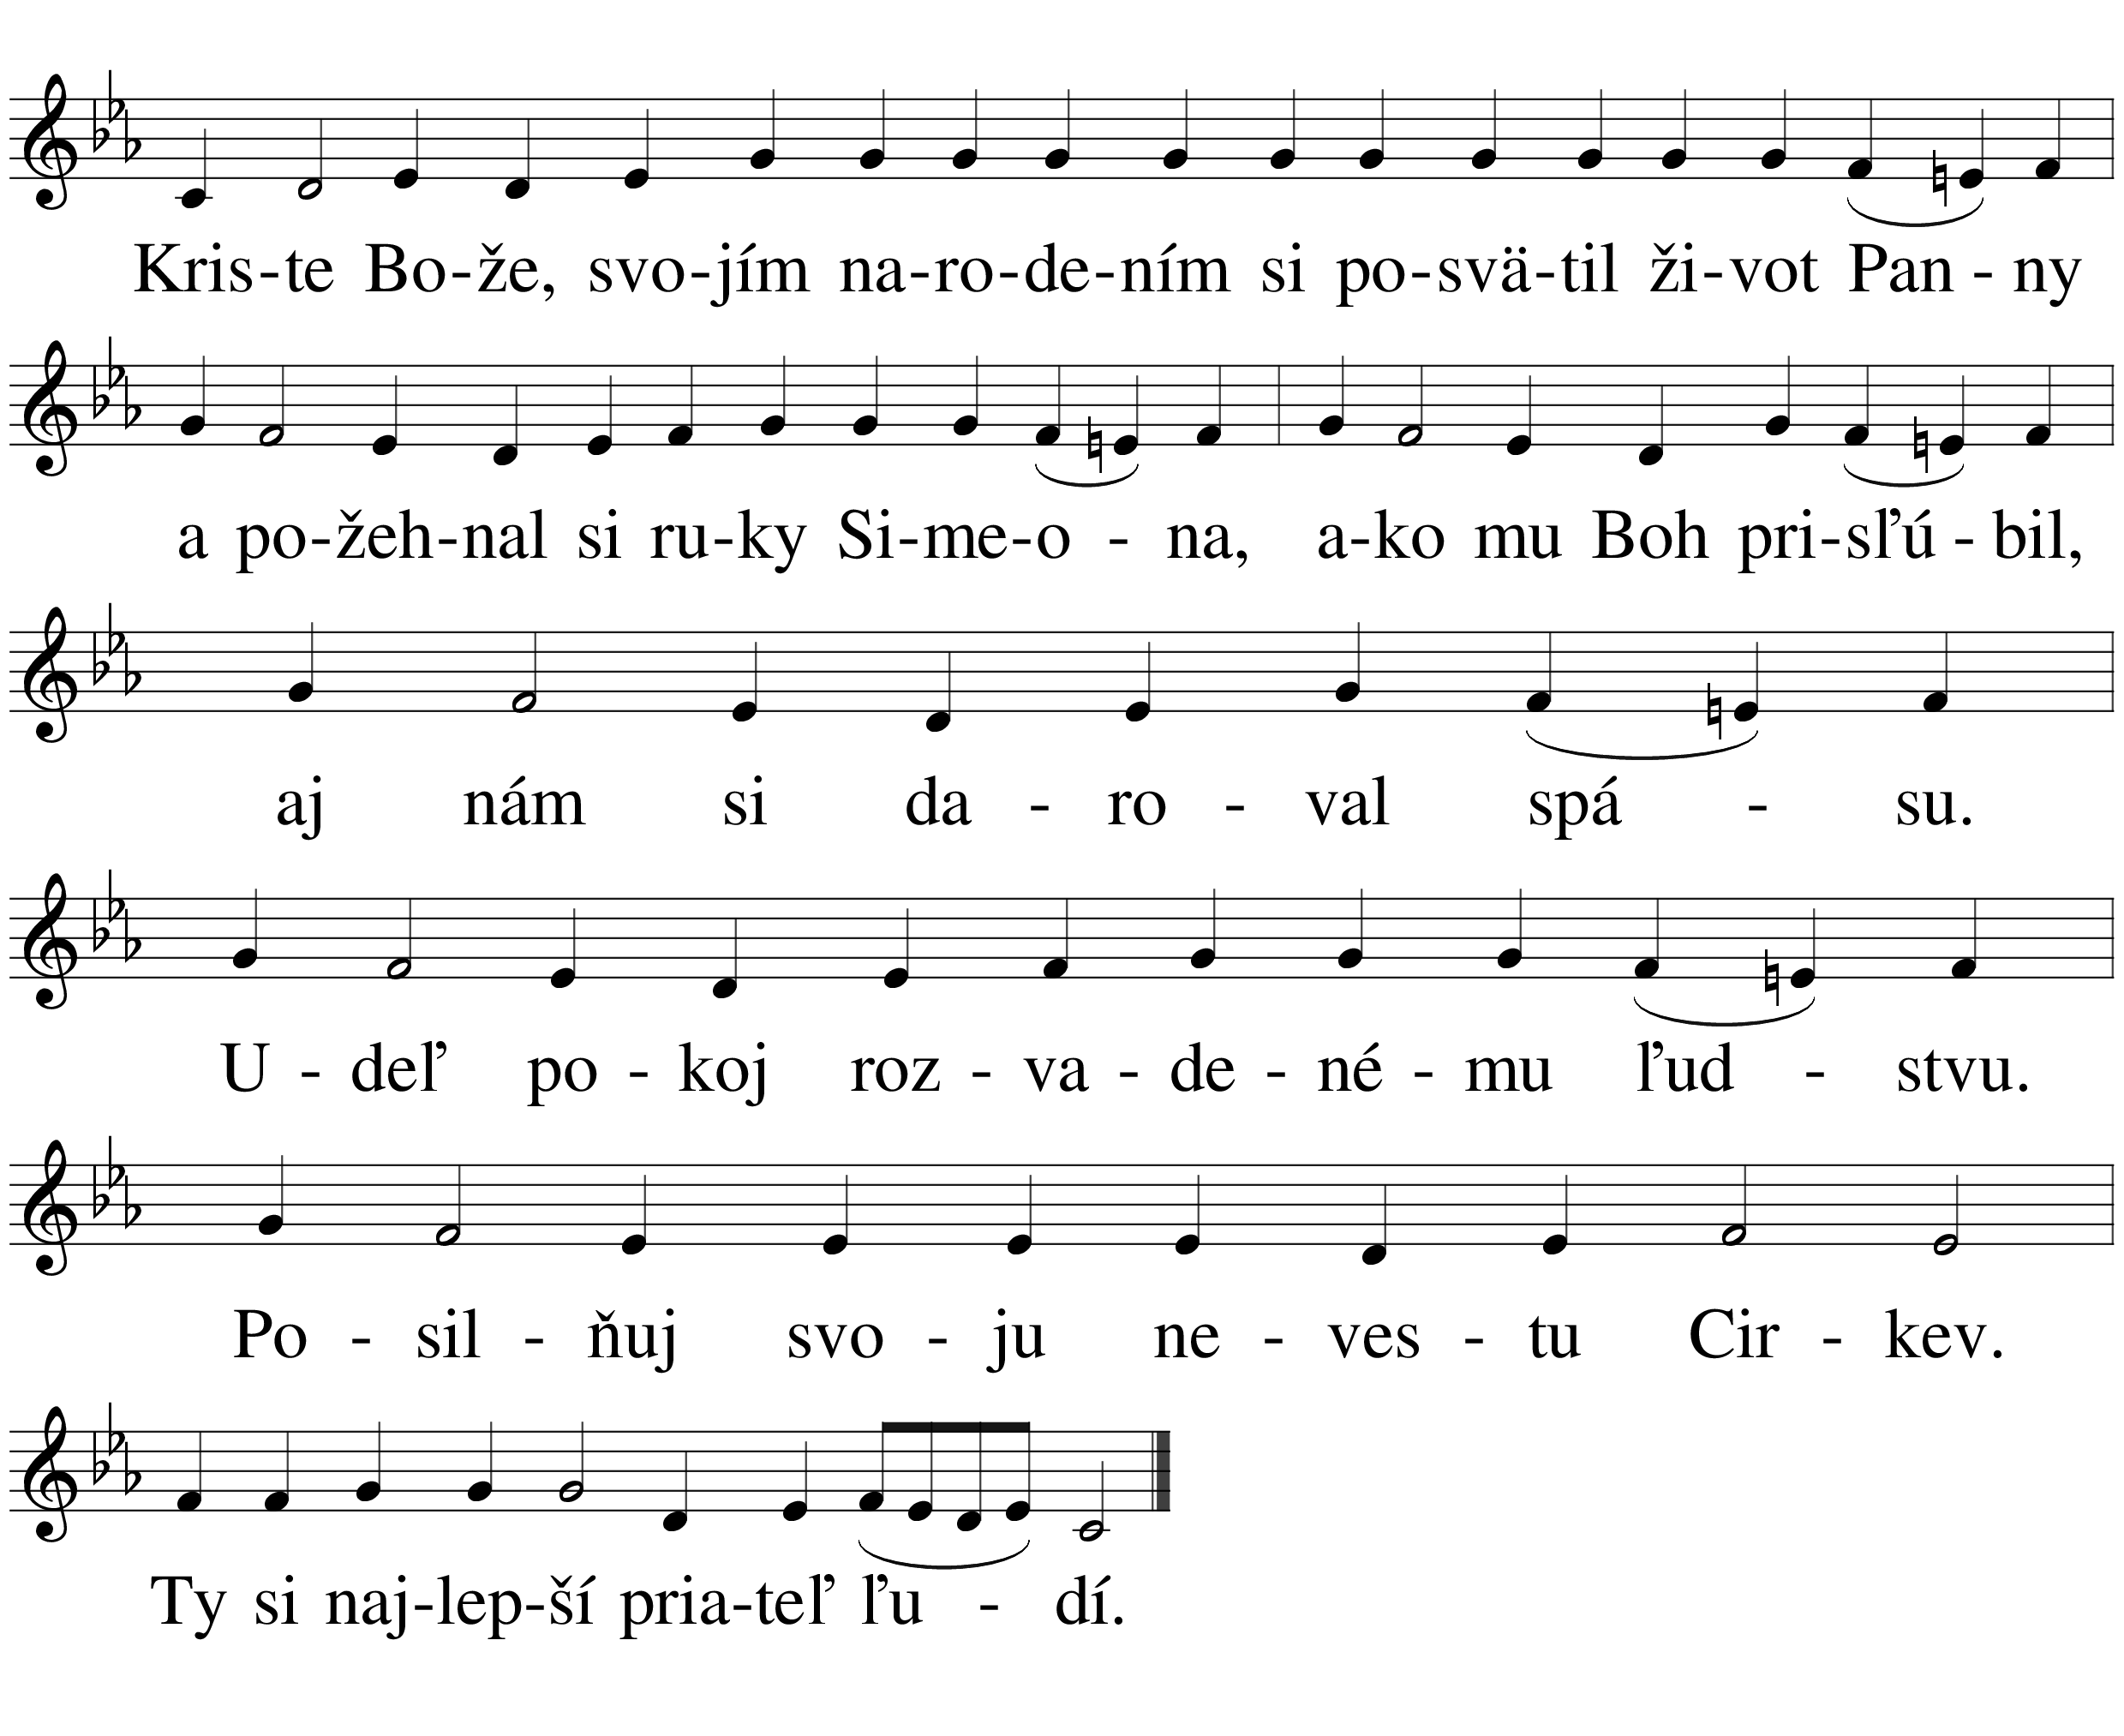 Kris-te Bo-že, svo-jím na-ro-de-ním si po-svä-til ži-vot Pan - ny
a po-žeh-nal si ru-ky Si-me-o - na, a-ko mu Boh pri-sľú - bil,
aj nám si da - ro - val spá - su.
U - deľ po - koj roz - va - de - né - mu ľud - stvu.
Po - sil - ňuj svo - ju ne - ves - tu Cir - kev.
Ty si naj-lep-ší pria-teľ ľu - dí.